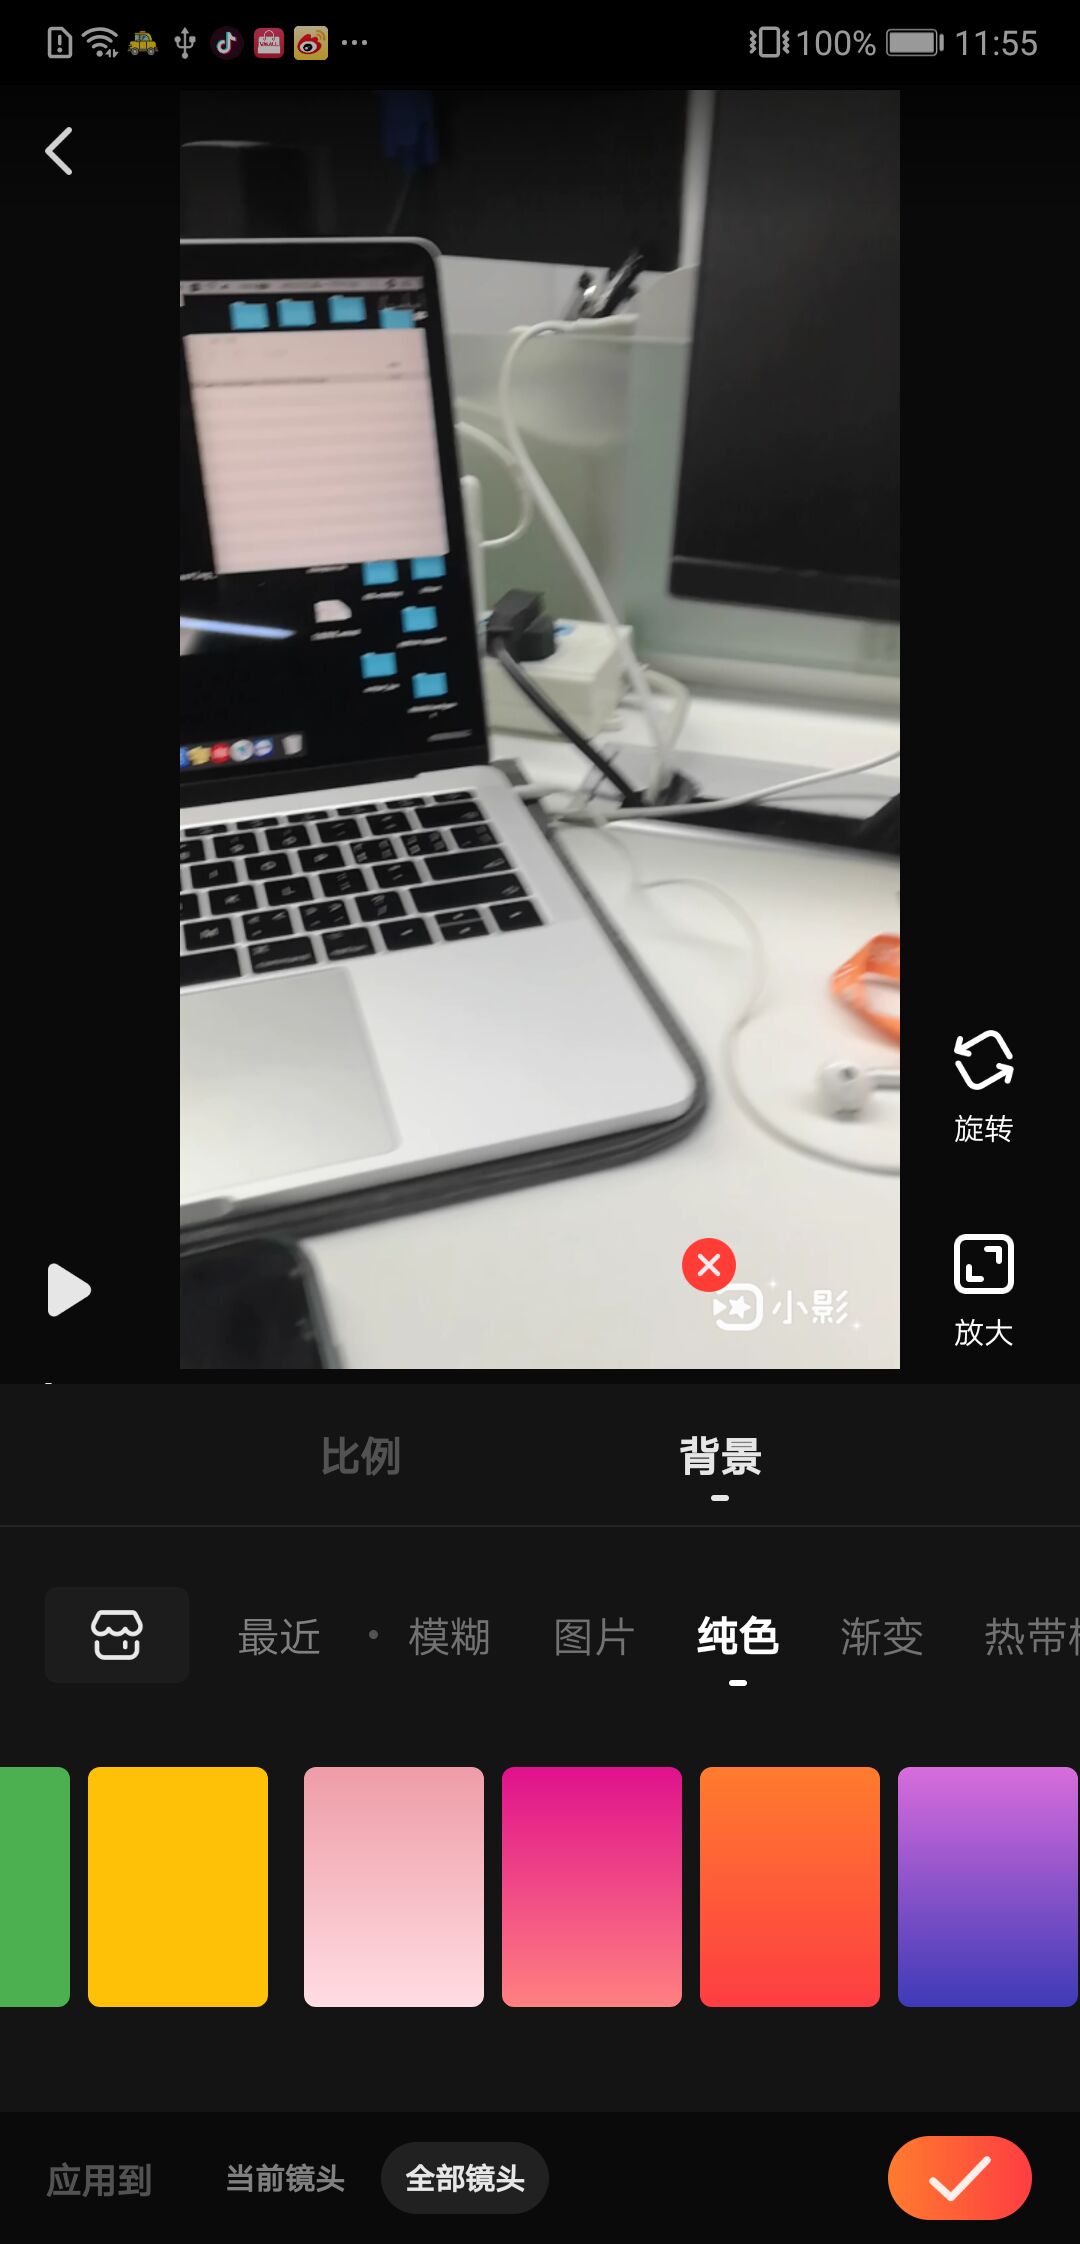 100% 11:55
旋转
小影
放大
比例 背景
最近 • 模糊 图片 纯色 渐变 热带
应用到 当前镜头 全部镜头